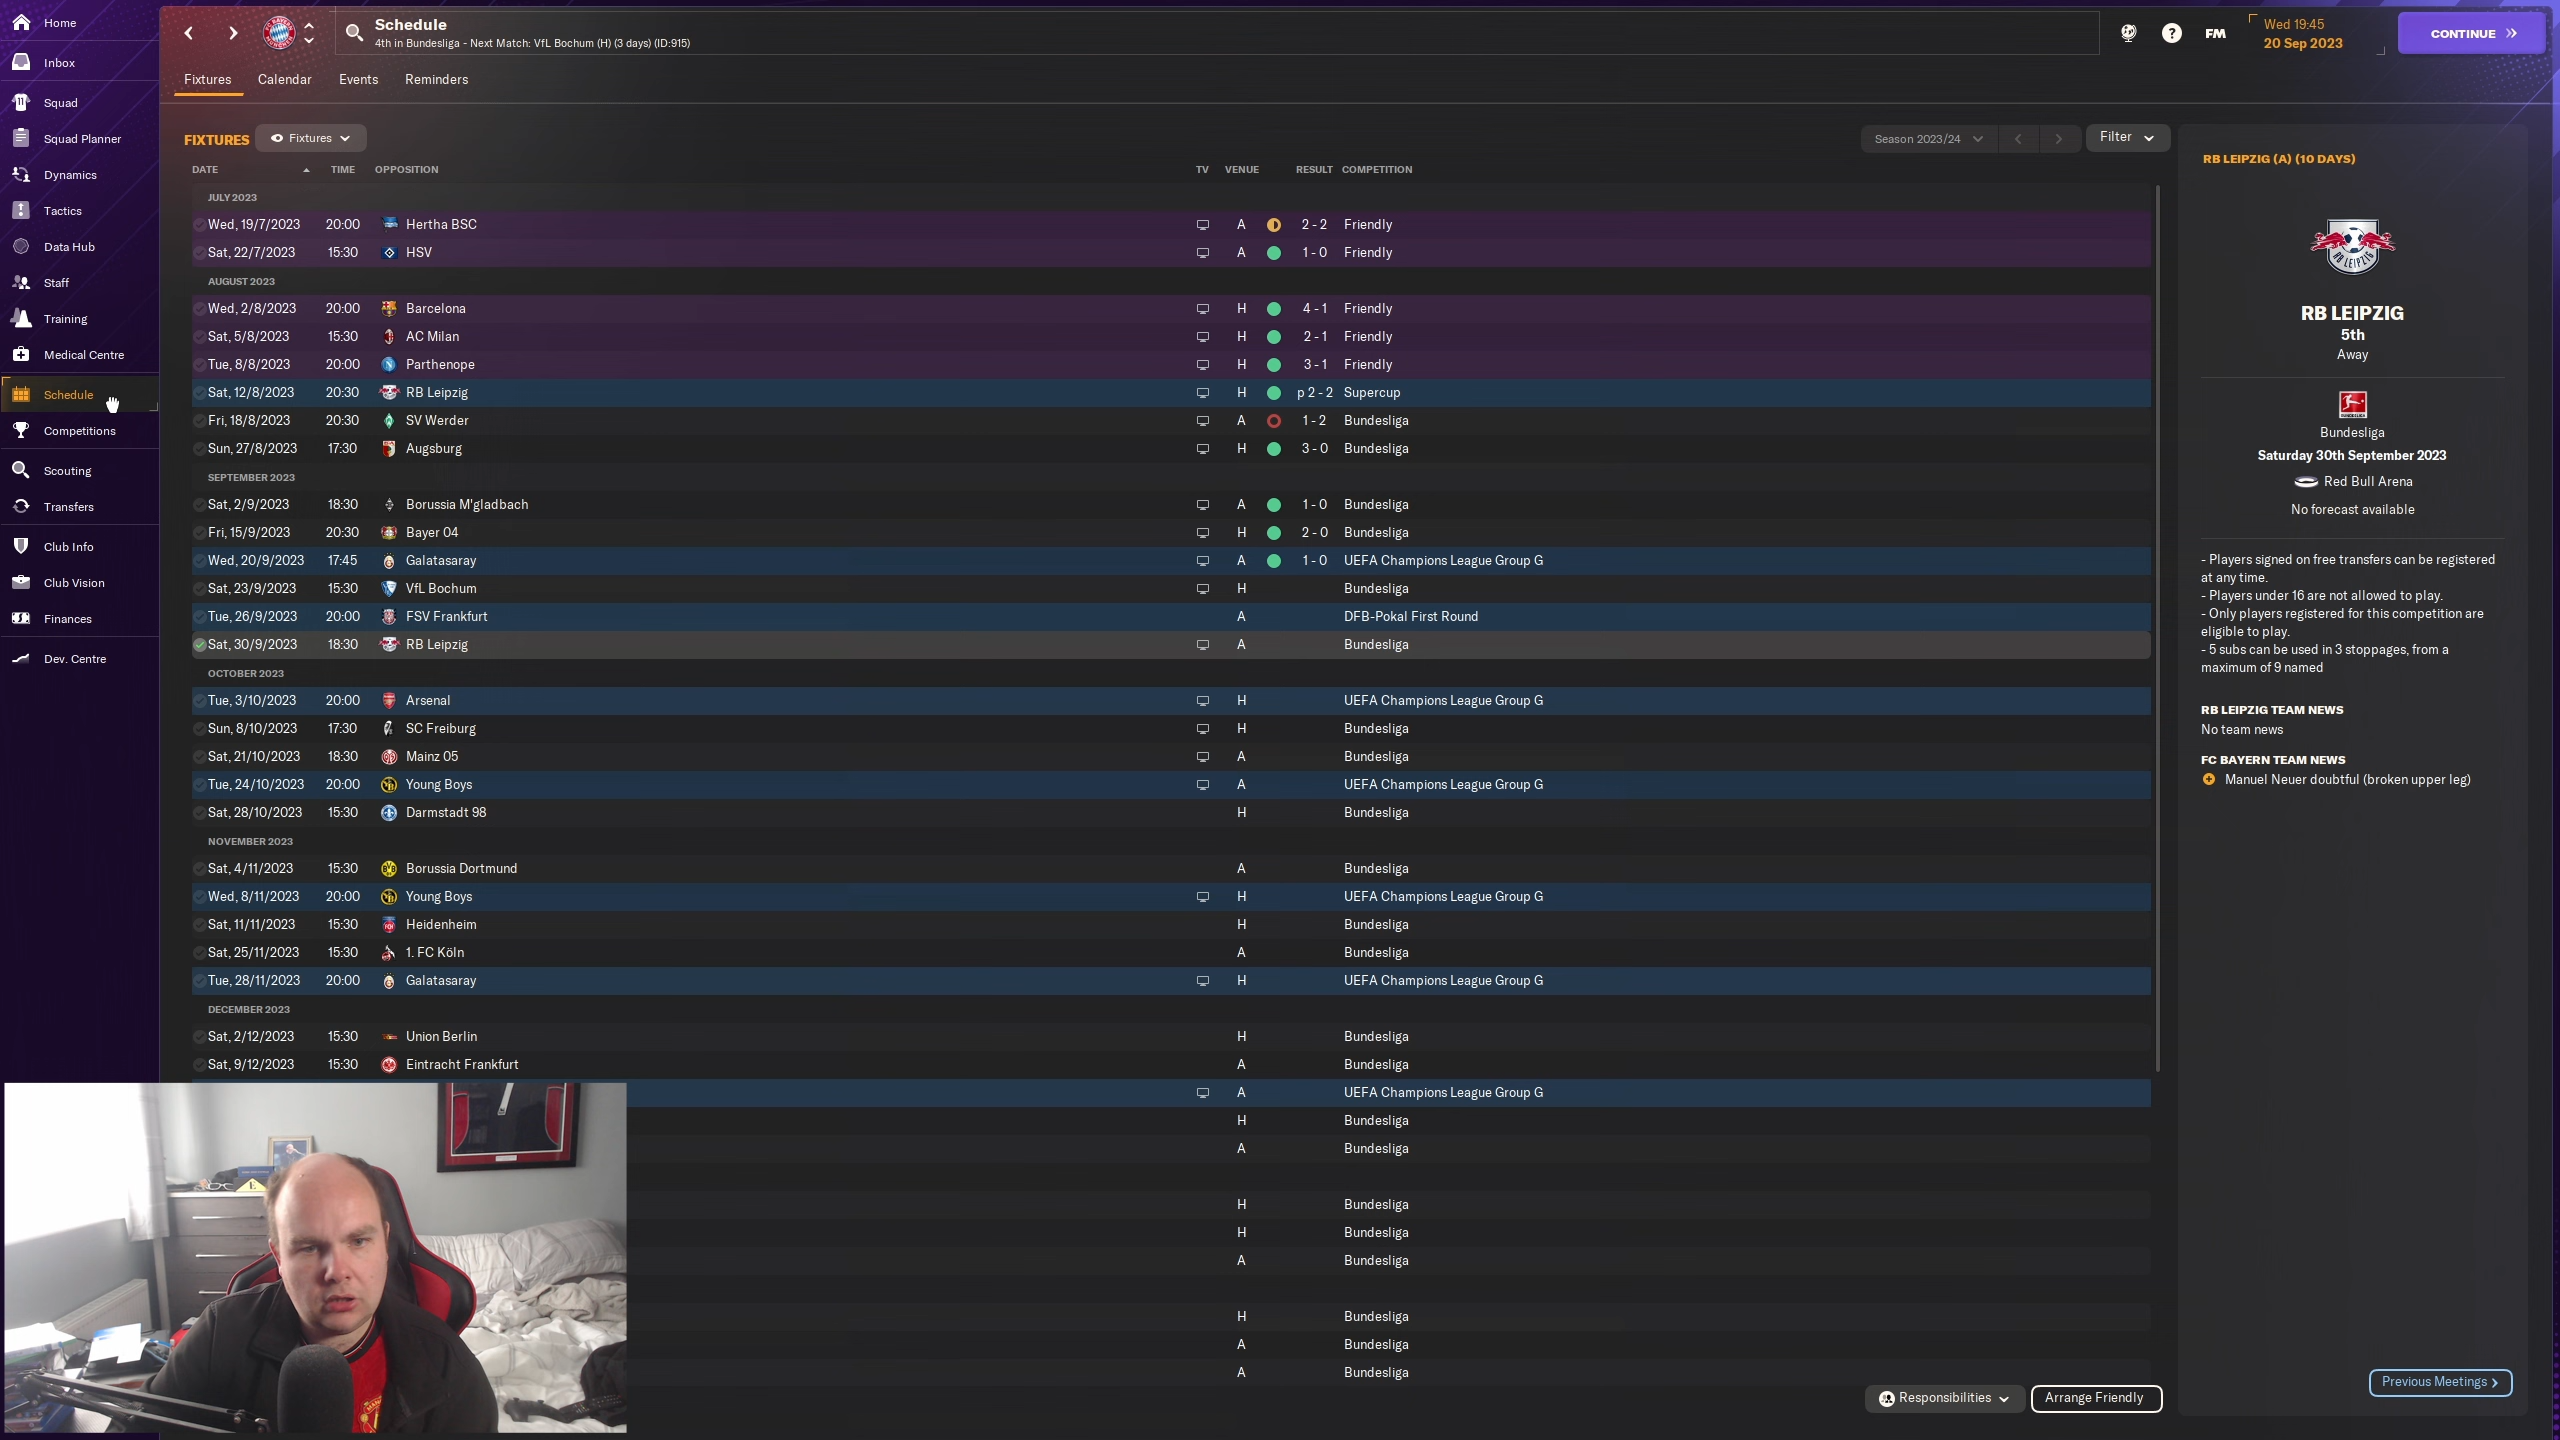 Home
Inbox
Squad
Squad Planner
Dynamics
Tactics
Data Hub
Staff
Training
Medical Centre
Schedule
Competitions
Scouting
Transfers
Club Info
Club Vision
Finances
Dev. Centre
Schedule
4th in Bundesliga - Next Match: VfL Bochum (H) (3 days) (ID:915)
FM
Wed 19:45
20 Sep 2023
CONTINUE
Fixtures Calendar Events Reminders
FIXTURES Fixtures Season 2023/24 Filter
DATE TIME OPPOSITION TV VENUE RESULT COMPETITION
JULY 2023
Wed, 19/7/2023 20:00 Hertha BSC A 2 - 2 Friendly
Sat, 22/7/2023 15:30 HSV A 1 - 0 Friendly
AUGUST 2023
Wed, 2/8/2023 20:00 Barcelona H 4 - 1 Friendly
Sat, 5/8/2023 15:30 AC Milan H 2 - 1 Friendly
Tue, 8/8/2023 20:00 Parthenope H 3 - 1 Friendly
Sat, 12/8/2023 20:30 RB Leipzig H p 2 - 2 Supercup
Fri, 18/8/2023 20:30 SV Werder A 1 - 2 Bundesliga
Sun, 27/8/2023 17:30 Augsburg H 3 - 0 Bundesliga
SEPTEMBER 2023
Sat, 2/9/2023 18:30 Borussia M'gladbach A 1 - 0 Bundesliga
Fri, 15/9/2023 20:30 Bayer 04 H 2 - 0 Bundesliga
Wed, 20/9/2023 17:45 Galatasaray A 1 - 0 UEFA Champions League Group G
Sat, 23/9/2023 15:30 VfL Bochum H Bundesliga
Tue, 26/9/2023 20:00 FSV Frankfurt A DFB-Pokal First Round
Sat, 30/9/2023 18:30 RB Leipzig A Bundesliga
OCTOBER 2023
Tue, 3/10/2023 20:00 Arsenal H UEFA Champions League Group G
Sun, 8/10/2023 17:30 SC Freiburg H Bundesliga
Sat, 21/10/2023 18:30 Mainz 05 A Bundesliga
Tue, 24/10/2023 20:00 Young Boys A UEFA Champions League Group G
Sat, 28/10/2023 15:30 Darmstadt 98 H Bundesliga
NOVEMBER 2023
Sat, 4/11/2023 15:30 Borussia Dortmund A Bundesliga
Wed, 8/11/2023 20:00 Young Boys H UEFA Champions League Group G
Sat, 11/11/2023 15:30 Heidenheim H Bundesliga
Sat, 25/11/2023 15:30 1. FC Köln A Bundesliga
Tue, 28/11/2023 20:00 Galatasaray H UEFA Champions League Group G
DECEMBER 2023
Sat, 2/12/2023 15:30 Union Berlin H Bundesliga
Sat, 9/12/2023 15:30 Eintracht Frankfurt A Bundesliga
A UEFA Champions League Group G
H Bundesliga
A Bundesliga
H Bundesliga
H Bundesliga
A Bundesliga
H Bundesliga
A Bundesliga
A Bundesliga
Responsibilities Arrange Friendly
RB LEIPZIG (A) (10 DAYS)
RB LEIPZIG
RB LEIPZIG
5th
Away
BUNDESLIGA
Bundesliga
Saturday 30th September 2023
Red Bull Arena
No forecast available
- Players signed on free transfers can be registered
at any time.
- Players under 16 are not allowed to play.
- Only players registered for this competition are
eligible to play.
- 5 subs can be used in 3 stoppages, from a
maximum of 9 named
RB LEIPZIG TEAM NEWS
No team news
FC BAYERN TEAM NEWS
Manuel Neuer doubtful (broken upper leg)
Previous Meetings